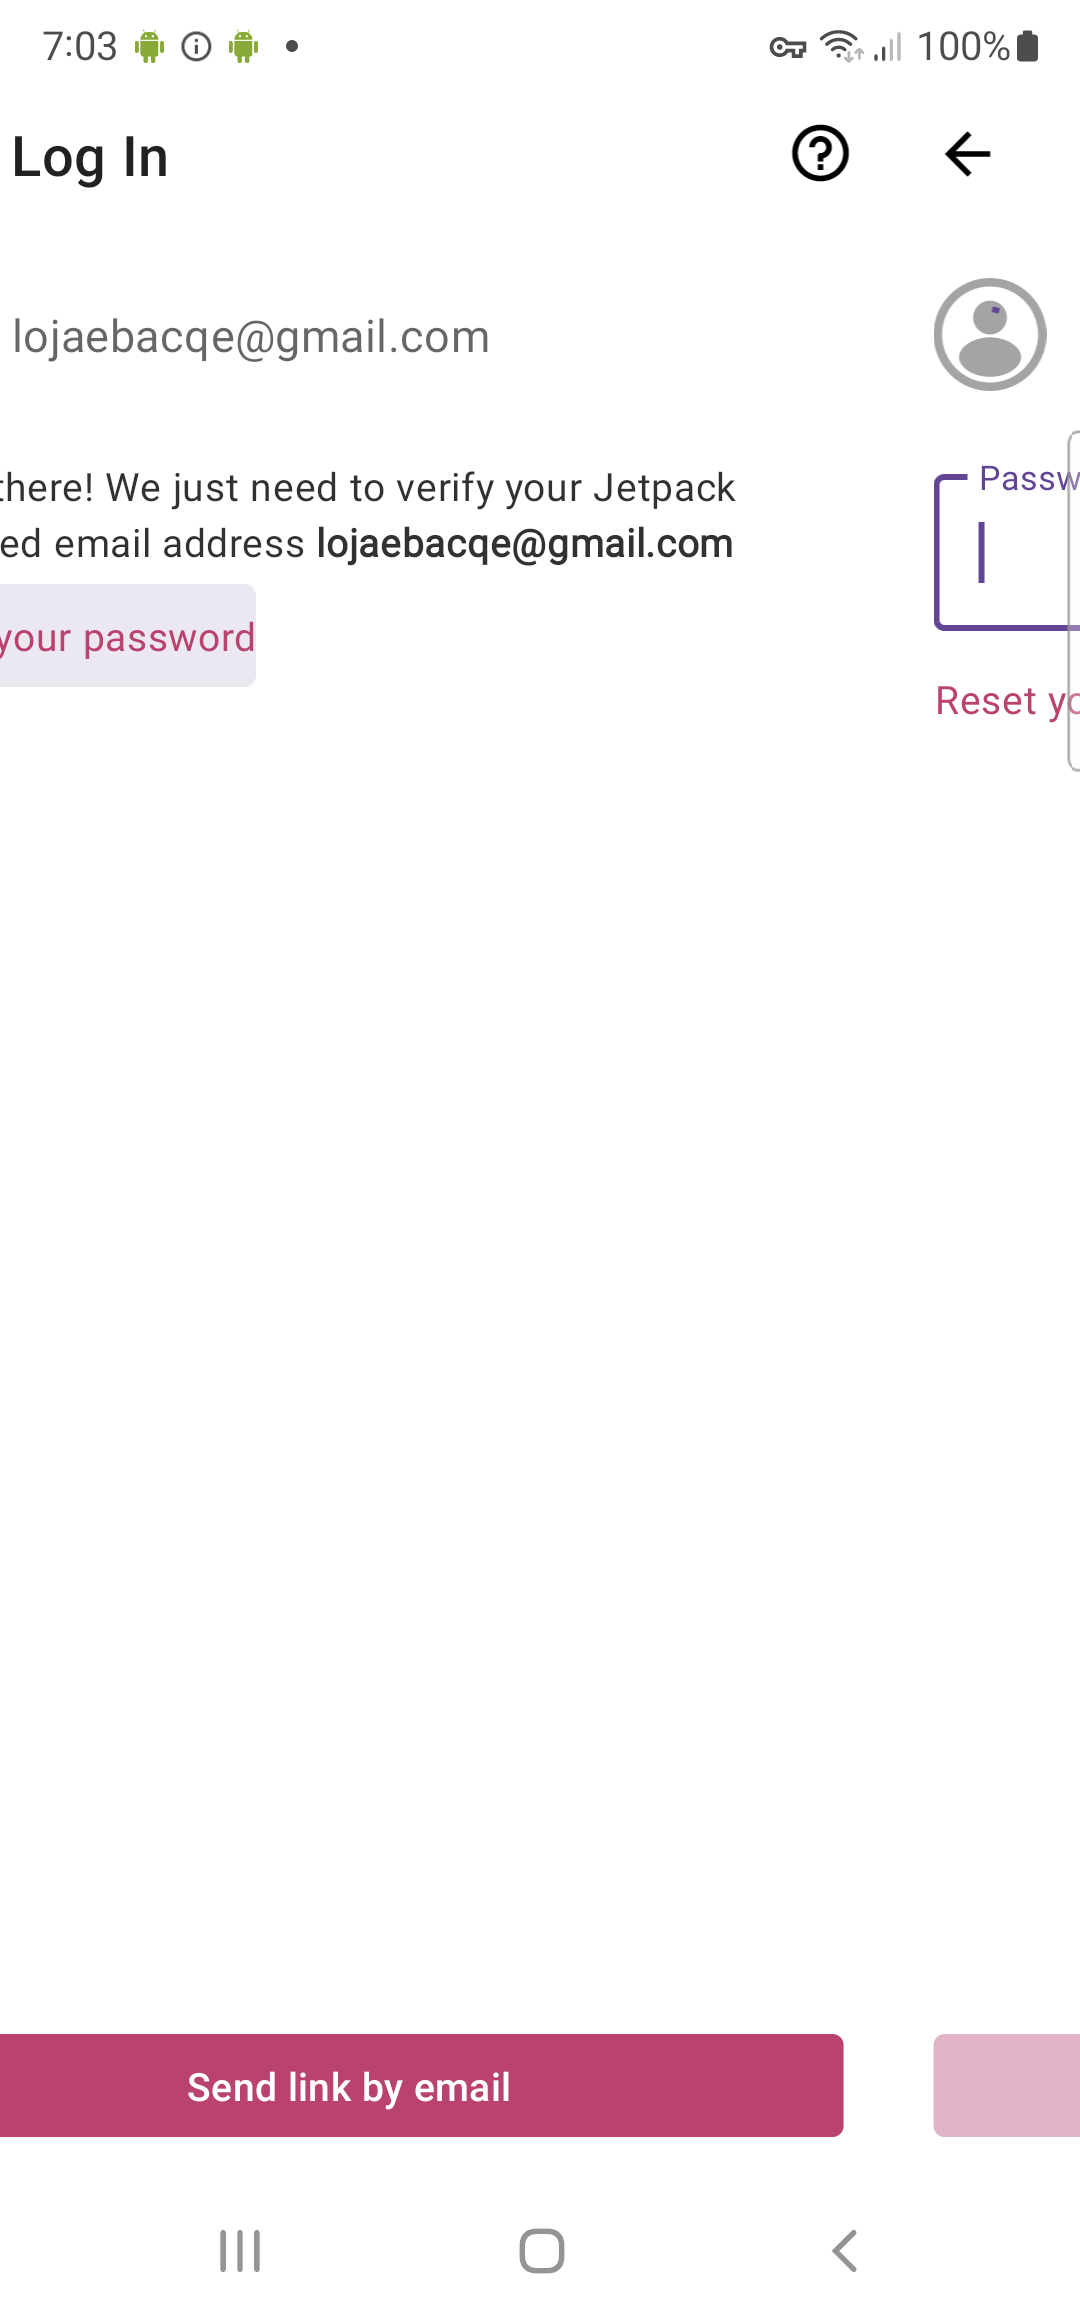 7:03
100%
Log In
lojaebacqe@gmail.com
there! We just need to verify your Jetpack
ed email address lojaebacqe@gmail.com
your password
Passw
Reset yo
Send link by email